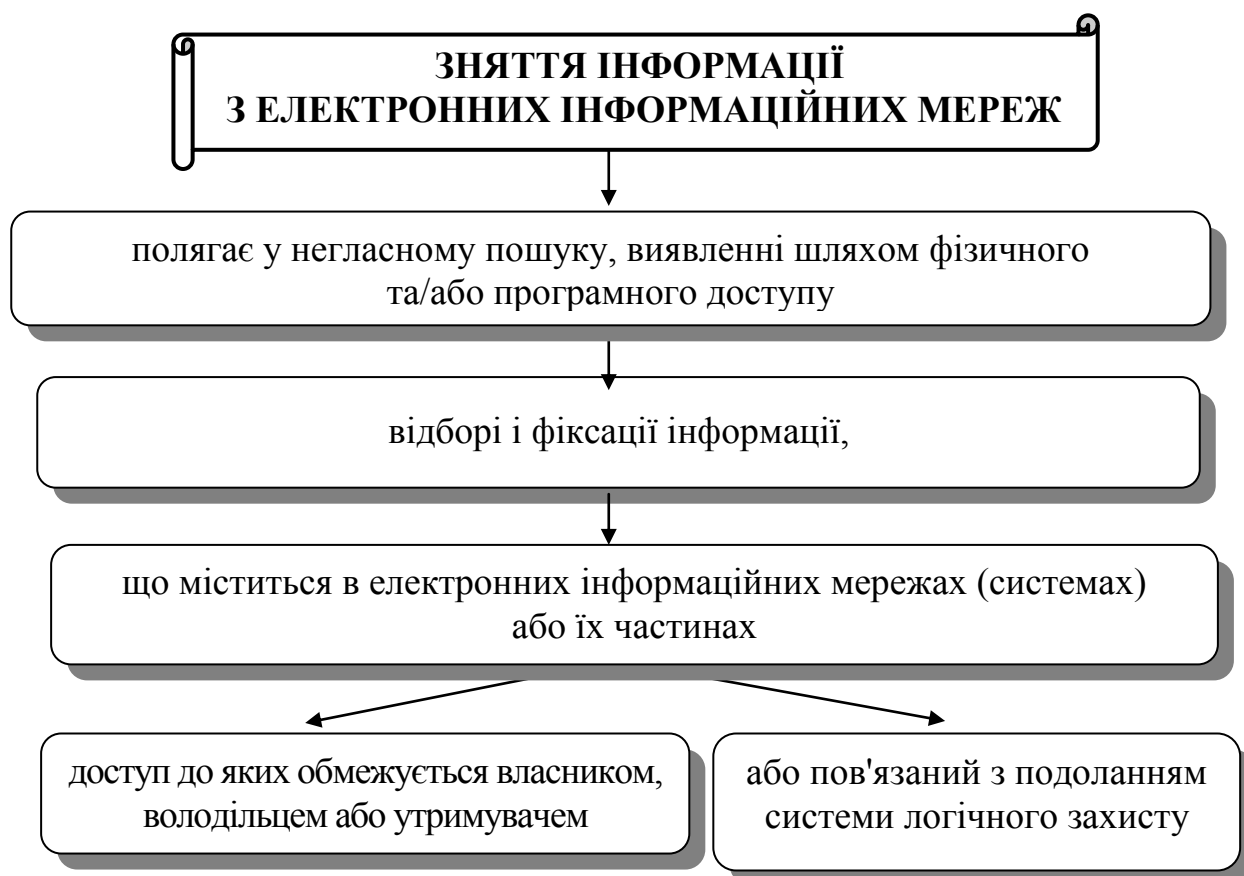 ЗНЯТТЯ ІНФОРМАЦІЇ
З ЕЛЕКТРОННИХ ІНФОРМАЦІЙНИХ МЕРЕЖ
полягає у негласному пошуку, виявленні шляхом фізичного
та/або програмного доступу
відборі і фіксації інформації,
що міститься в електронних інформаційних мережах (системах)
або їх частинах
доступ до яких обмежується власником,
володільцем або утримувачем
або пов'язаний з подоланням
системи логічного захисту